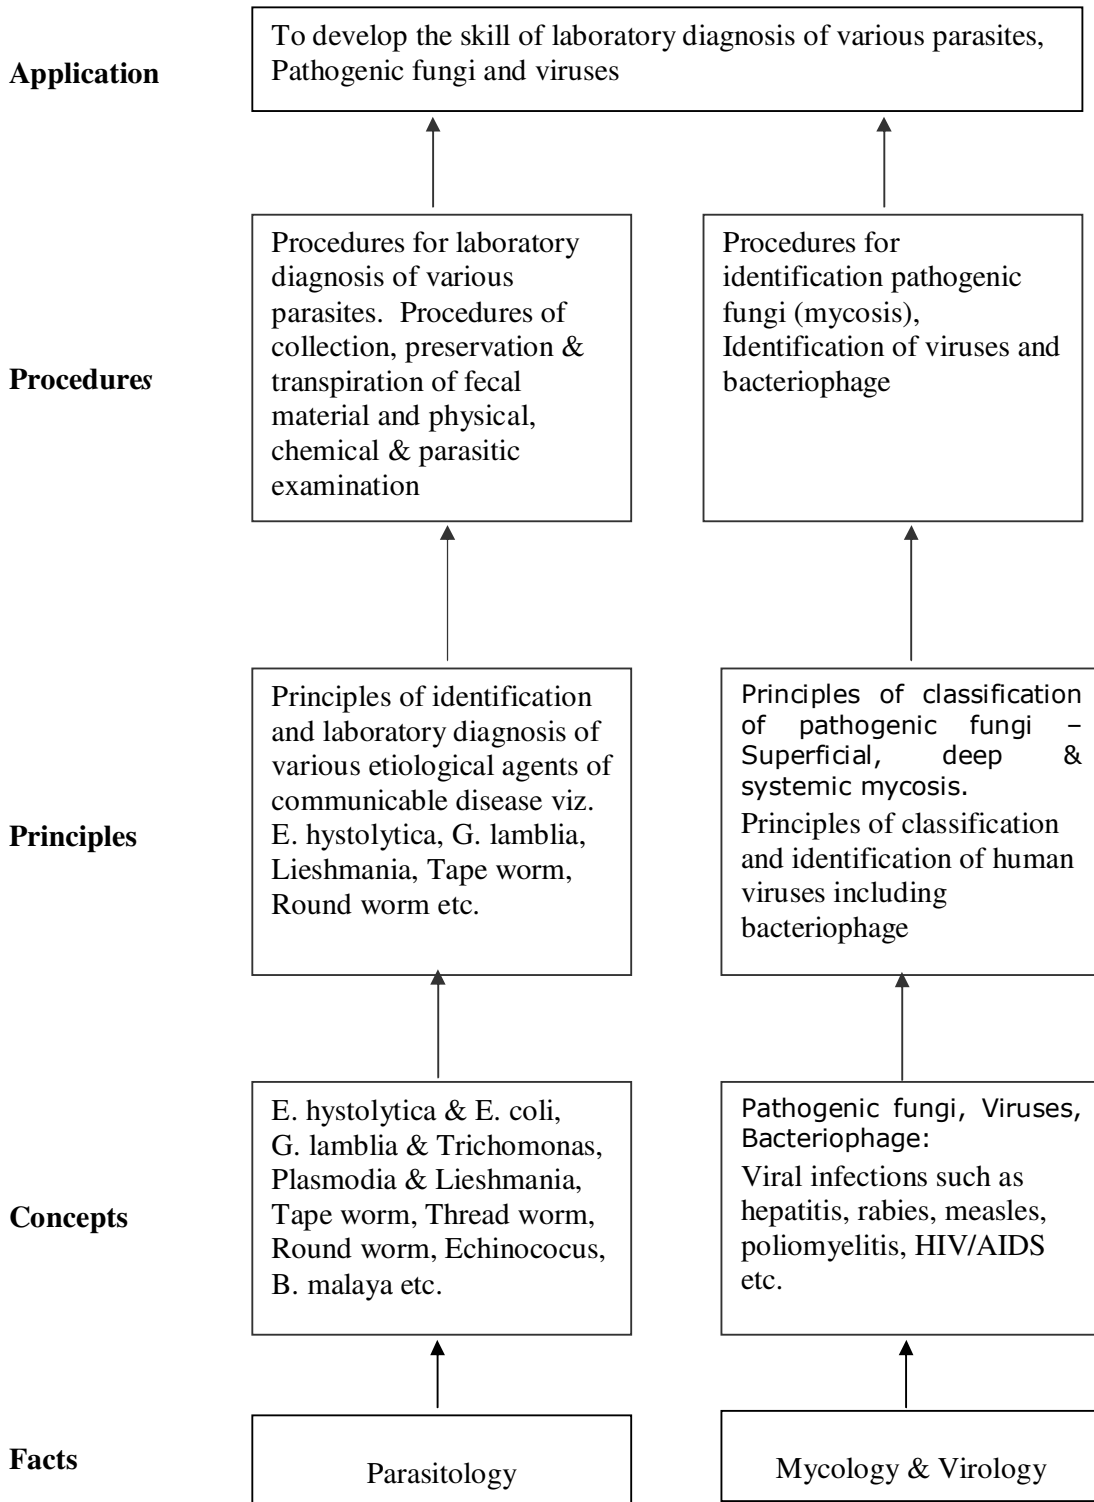 Application
To develop the skill of laboratory diagnosis of various parasites,
Pathogenic fungi and viruses
Procedures
Procedures for laboratory
diagnosis of various
parasites.  Procedures of
collection, preservation &
transpiration of fecal
material and physical,
chemical & parasitic
examination
Procedures for
identification pathogenic
fungi (mycosis),
Identification of viruses and
bacteriophage
Principles
Principles of identification
and laboratory diagnosis of
various etiological agents of
communicable disease viz.
E. hystolytica, G. lamblia,
Lieshmania, Tape worm,
Round worm etc.
Principles of classification
of pathogenic fungi –
Superficial, deep &
systemic mycosis.
Principles of classification
and identification of human
viruses including
bacteriophage
Concepts
E. hystolytica & E. coli,
G. lamblia & Trichomonas,
Plasmodia & Lieshmania,
Tape worm, Thread worm,
Round worm, Echinococus,
B. malaya etc.
Pathogenic fungi, Viruses,
Bacteriophage:
Viral infections such as
hepatitis, rabies, measles,
poliomyelitis, HIV/AIDS
etc.
Facts
Parasitology
Mycology & Virology